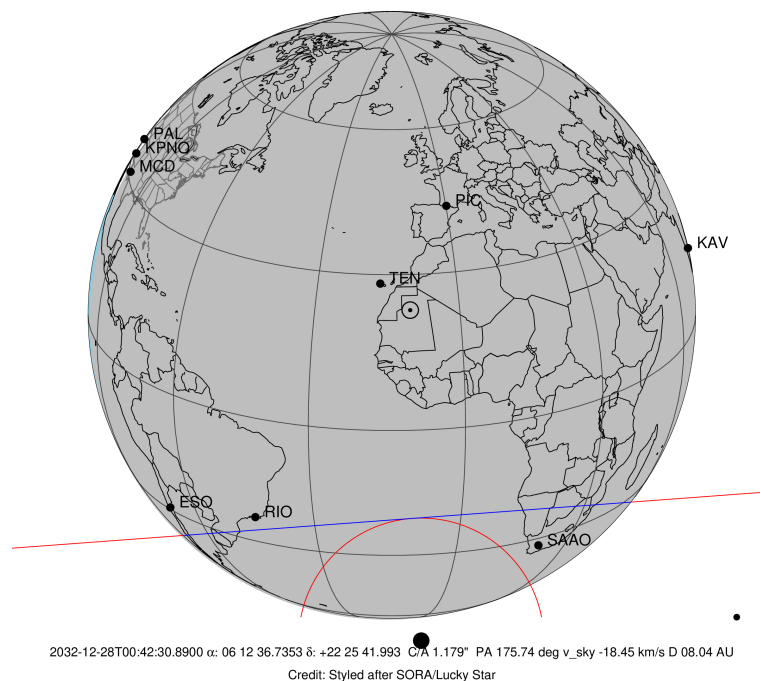 PAL
KPNO
MCD
PIC
KAV
TEN
ESO
RIO
SAAO
2032-12-28T00:42:30.8900 α: 06 12 36.7353 δ: +22 25 41.993 C/A 1.179" PA 175.74 deg v_sky -18.45 km/s D 08.04 AU
Credit: Styled after SORA/Lucky Star